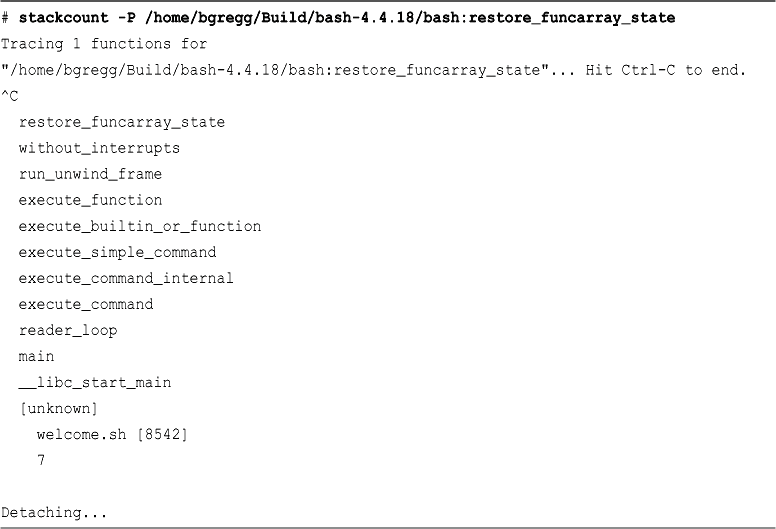 # stackcount -P /home/bgregg/Build/bash-4.4.18/bash:restore_funcarray_state
Tracing 1 functions for
"/home/bgregg/Build/bash-4.4.18/bash:restore_funcarray_state"... Hit Ctrl-C to end.
^C
  restore_funcarray_state
  without_interrupts
  run_unwind_frame
  execute_function
  execute_builtin_or_function
  execute_simple_command
  execute_command_internal
  execute_command
  reader_loop
  main
  __libc_start_main
  [unknown]
    welcome.sh [8542]
    7

Detaching...